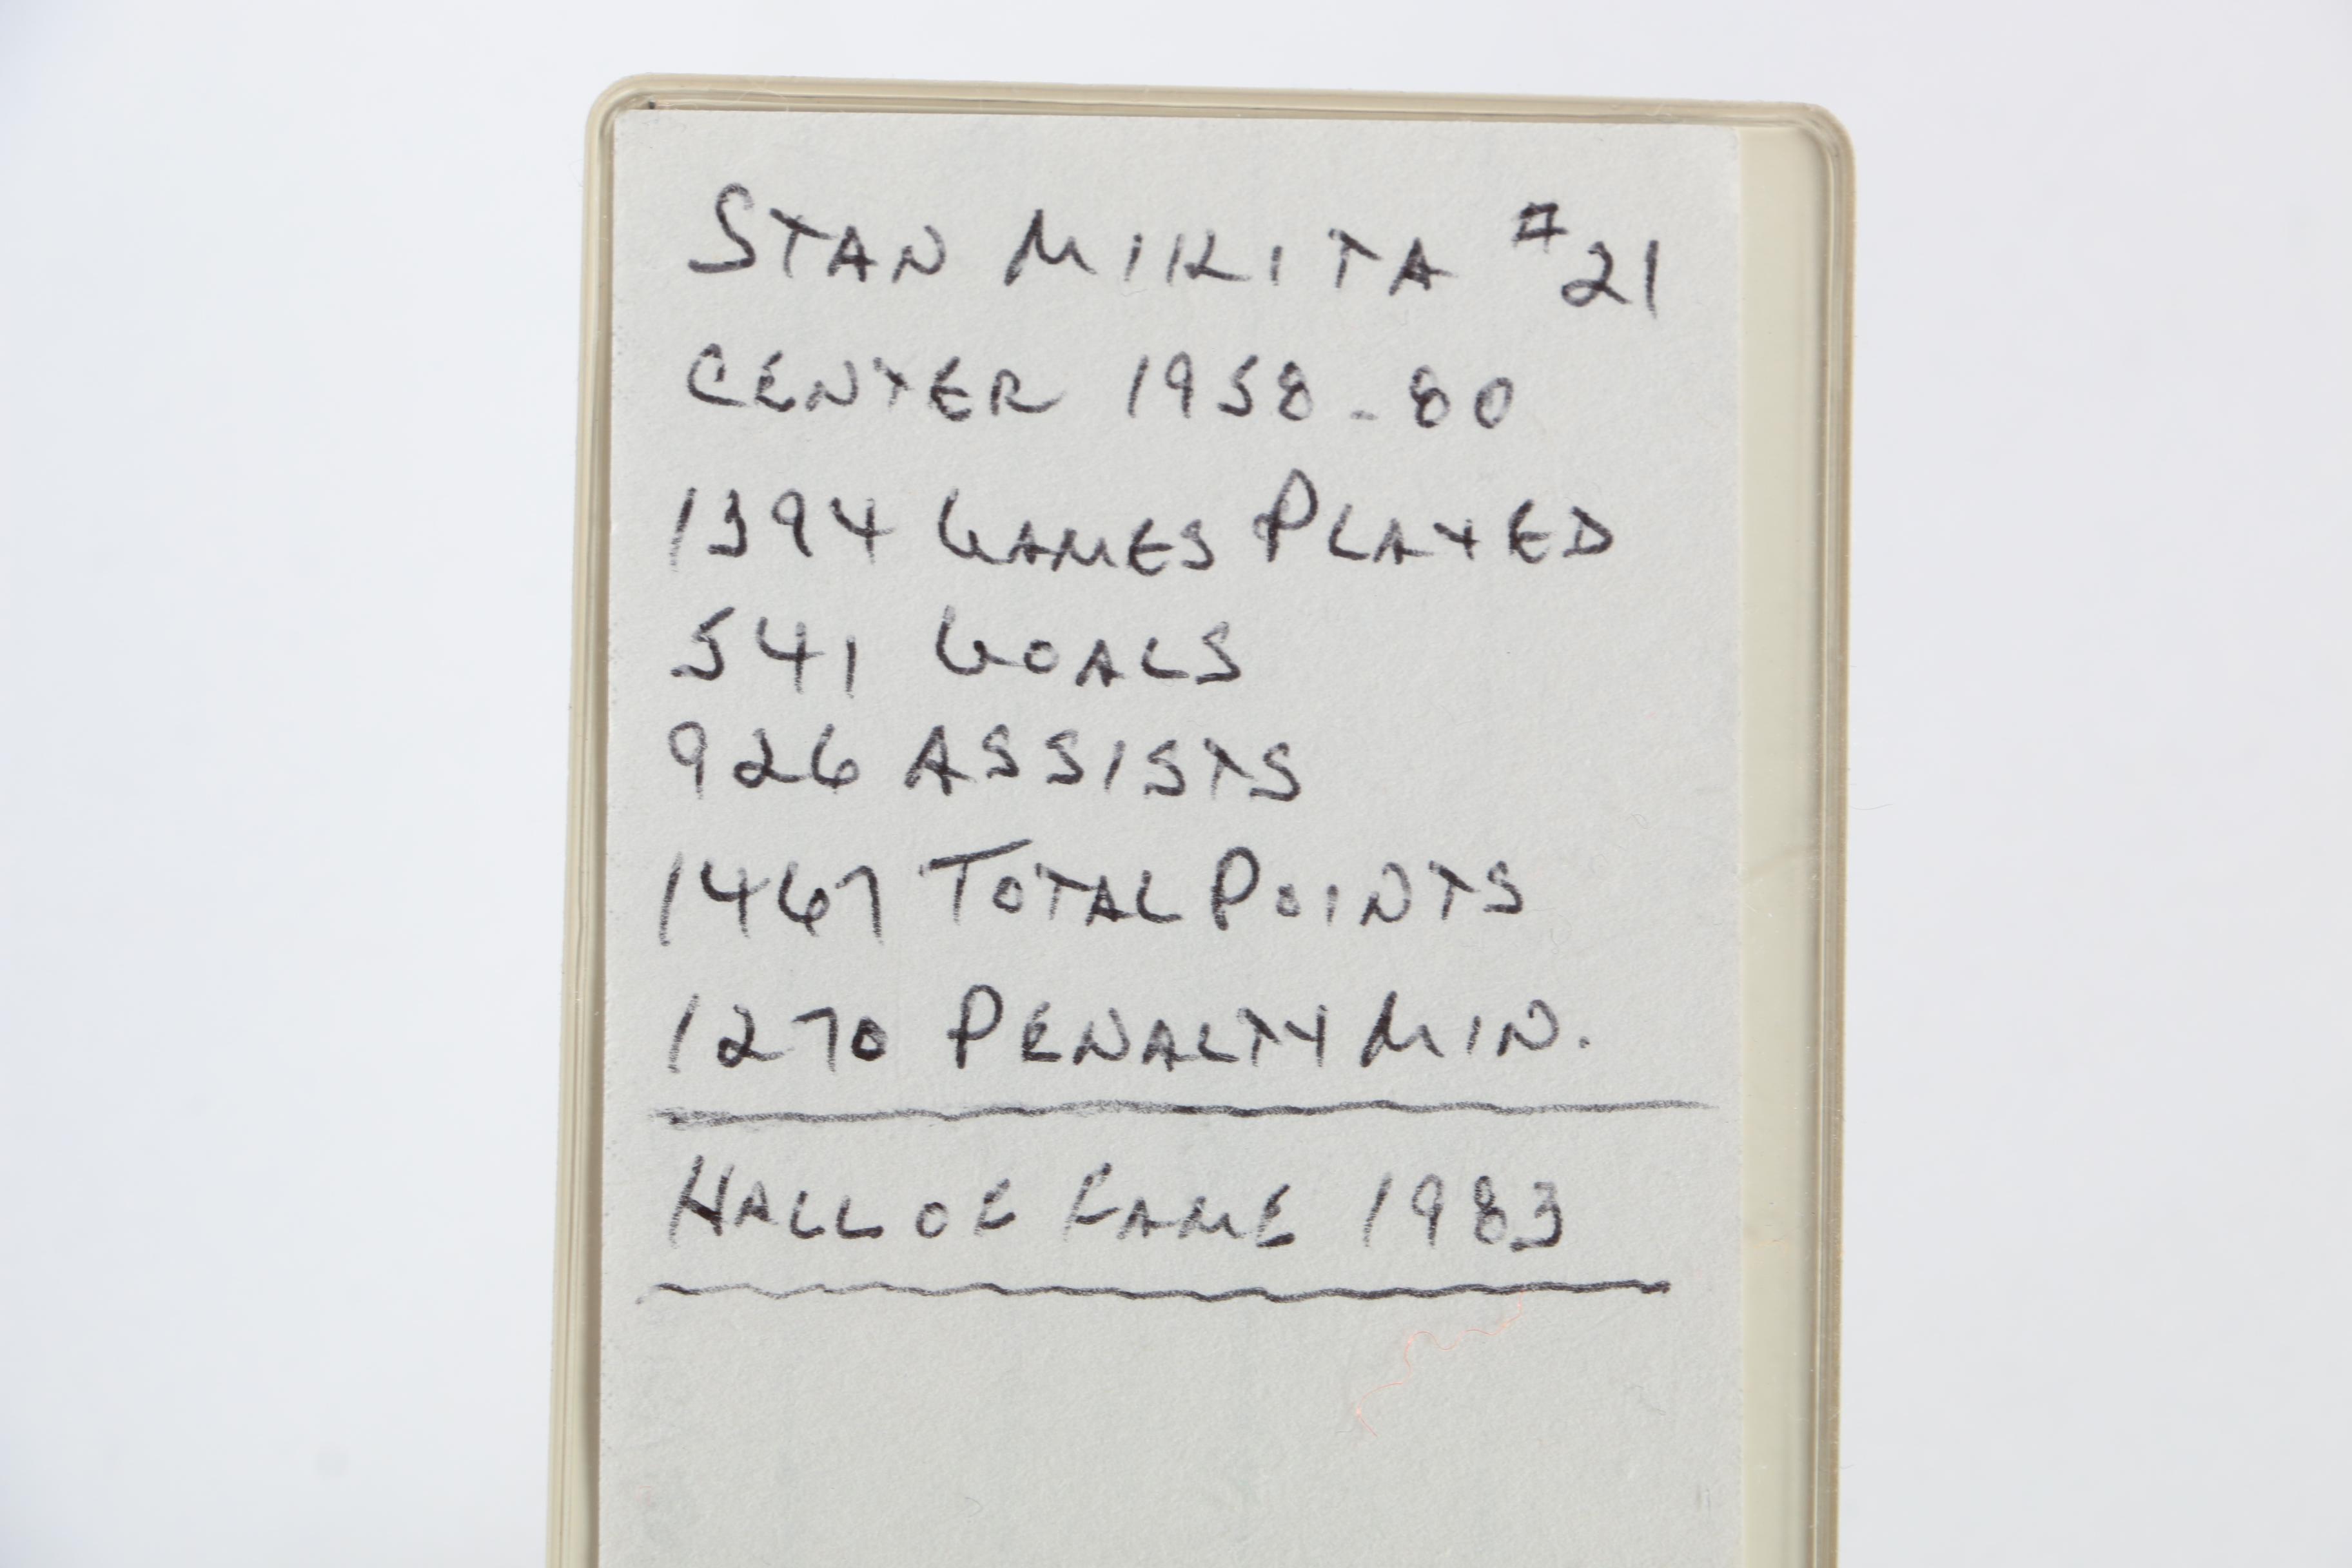 STAN MIKITA #21
CENTER 1958-80
1394 GAMES PLAYED
541 GOALS
926 ASSISTS
1467 TOTAL POINTS
1270 PENALTY MIN.
HALL OF FAME 1983